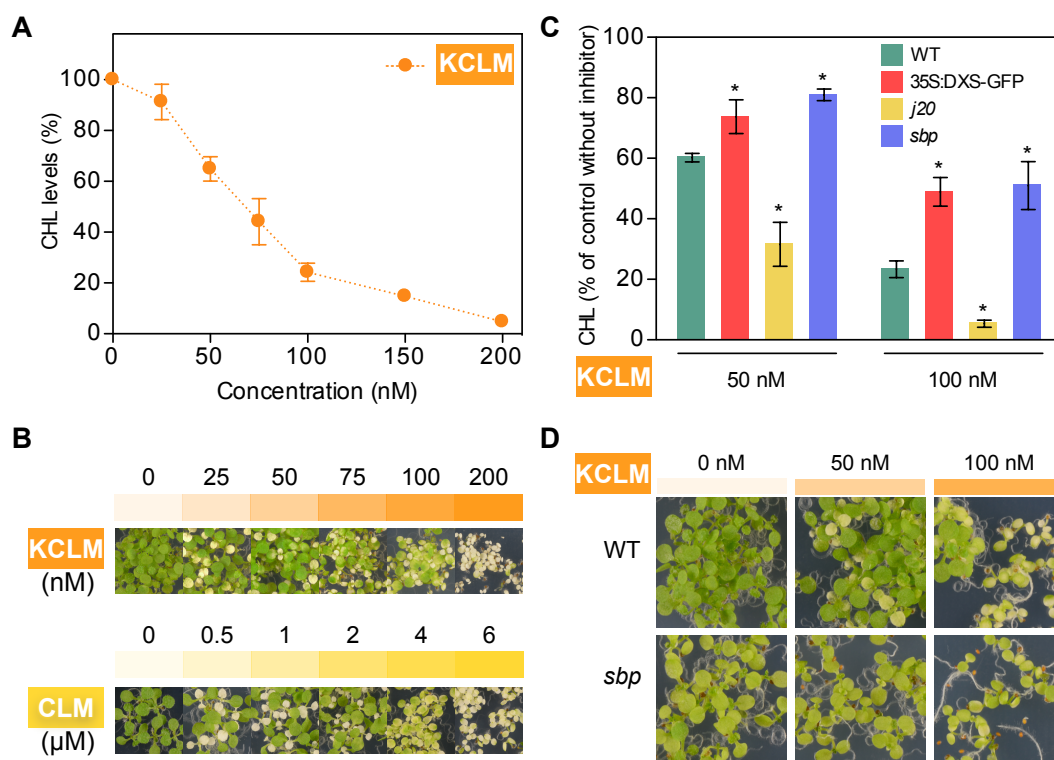 A
KCLM
CHL levels (%)
100
80
60
40
20
0
0 50 100 150 200
Concentration (nM)
C
CHL (% of control without inhibitor)
100
80
60
40
20
0
WT
35S:DXS-GFP
j20
sbp
* * * * * *
KCLM
50 nM 100 nM
B
0 25 50 75 100 200
KCLM
(nM)
0 0.5 1 2 4 6
CLM
(µM)
D
KCLM
0 nM 50 nM 100 nM
WT
sbp